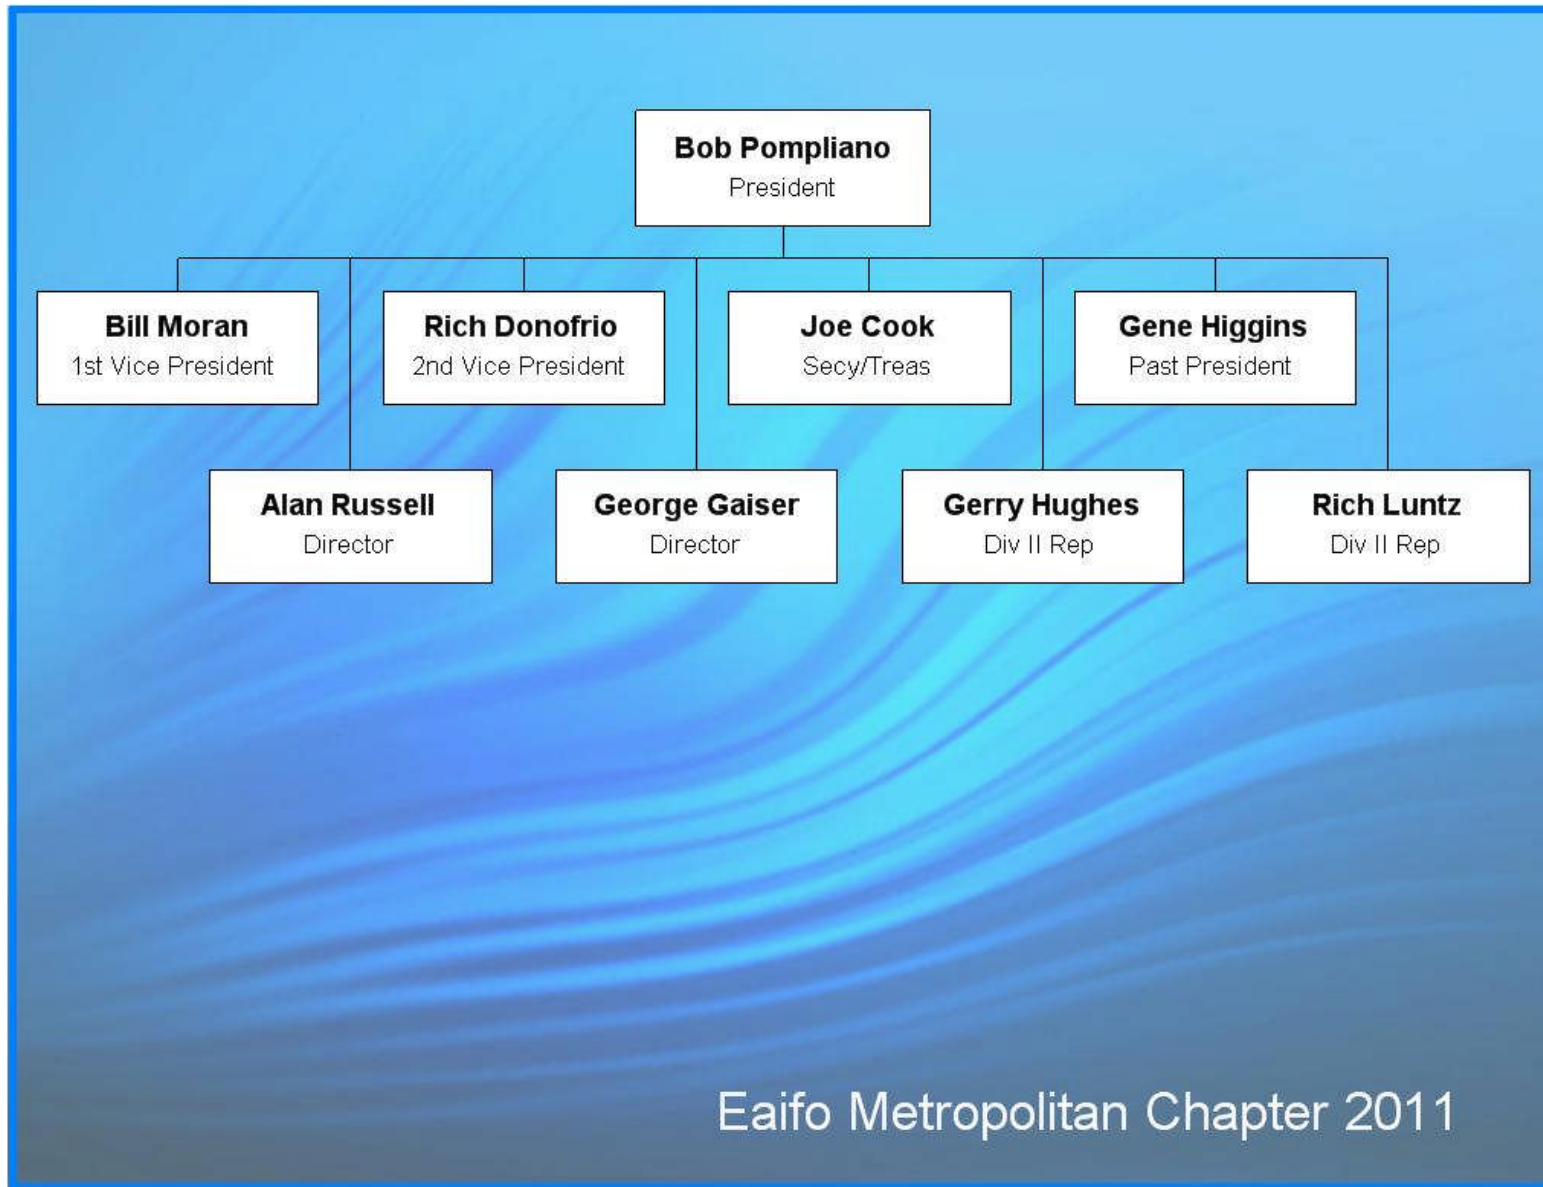 Bob Pompliano
President
Bill Moran
1st Vice President
Rich Donofrio
2nd Vice President
Joe Cook
Secy/Treas
Gene Higgins
Past President
Alan Russell
Director
George Gaiser
Director
Gerry Hughes
Div II Rep
Rich Luntz
Div II Rep
Eaifo Metropolitan Chapter 2011